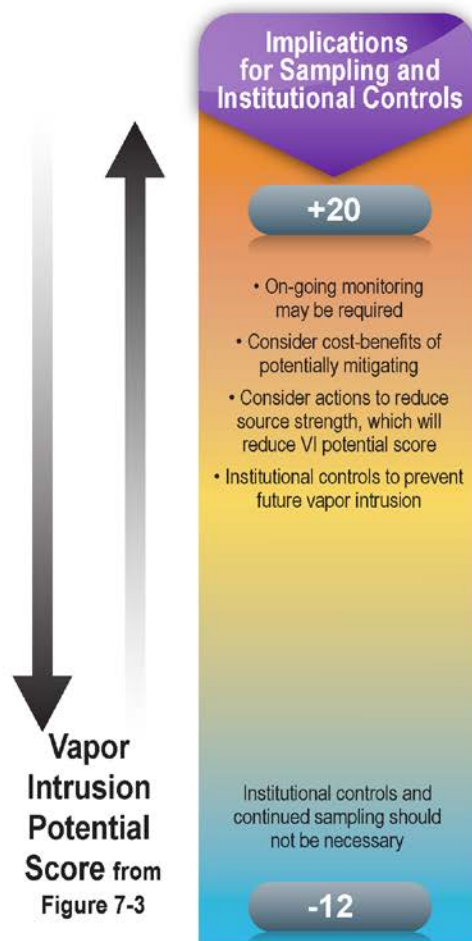 Implications
for Sampling and
Institutional Controls
+20
• On-going monitoring
may be required
• Consider cost-benefits of
potentially mitigating
• Consider actions to reduce
source strength, which will
reduce VI potential score
• Institutional controls to prevent
future vapor intrusion
Vapor
Intrusion
Potential
Score from
Figure 7-3
Institutional controls and
continued sampling should
not be necessary
-12